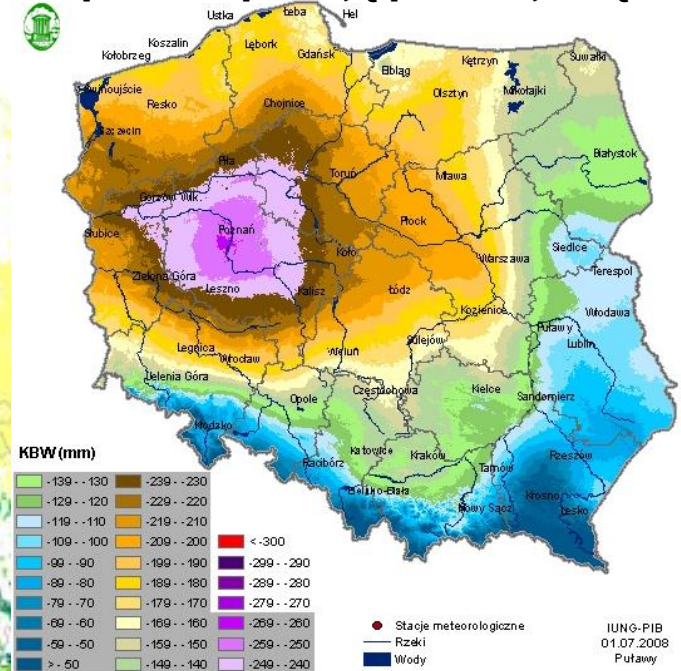 Ustka Łeba Hel
Koszalin Lębork
Kołobrzeg Gdańsk Elbląg Kętrzyn Suwałki
Świnoujście Resko Chojnice Olsztyn Mikołajki
Szczecin
Piła Toruń Mława Białystok
Gorzów Wlk.
Słubice Poznań Płock Siedlce
Koło Warszawa Terespol
Zielona Góra Leszno Kalisz Łódź Włodawa
Kozienice
Legnica Wrocław Wieluń Sulejów Puławy Lublin
Jelenia Góra Opole Częstochowa Kielce Sandomierz
Kłodzko
Racibórz Katowice Kraków Tarnów Rzeszów
Bielsko-Biała Nowy Sącz Krosno Lesko
KBW (mm)
-139 - -130 -239 - -230
-129 - -120 -229 - -220
-119 - -110 -219 - -210
-109 - -100 -209 - -200 < -300
-99 - -90 -199 - -190 -299 - -290
-89 - -80 -189 - -180 -289 - -280
-79 - -70 -179 - -170 -279 - -270
-69 - -60 -169 - -160 -269 - -260
-59 - -50 -159 - -150 -259 - -250
> - 50 -149 - -140 -249 - -240
Stacje meteorologiczne
Rzeki
Wody
IUNG-PIB
01.07.2008
Puławy